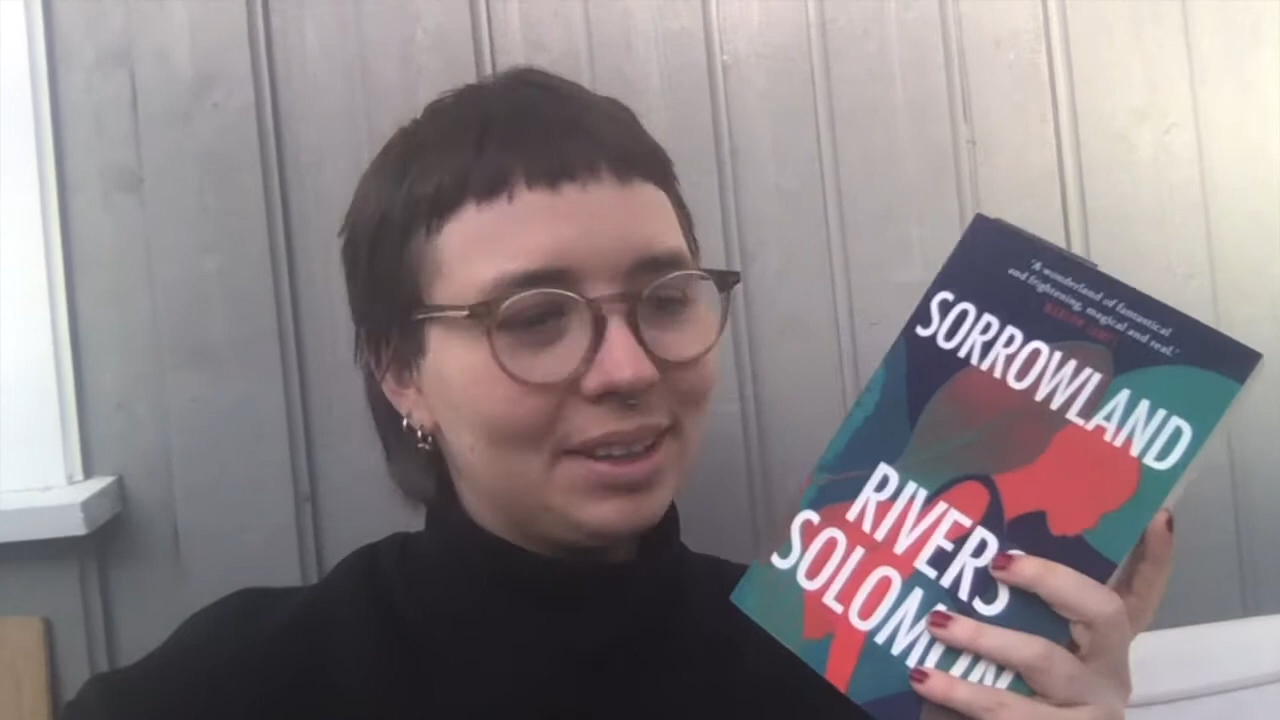 'A wonderland of fantastical
and frightening, magical and real.'
SORROWLAND
RIVERS
SOLOMON